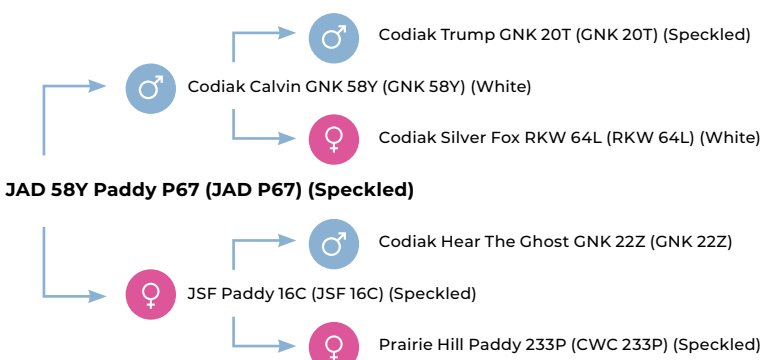 Codiak Trump GNK 20T (GNK 20T) (Speckled)
Codiak Calvin GNK 58Y (GNK 58Y) (White)
Codiak Silver Fox RKW 64L (RKW 64L) (White)
JAD 58Y Paddy P67 (JAD P67) (Speckled)
Codiak Hear The Ghost GNK 22Z (GNK 22Z)
JSF Paddy 16C (JSF 16C) (Speckled)
Prairie Hill Paddy 233P (CWC 233P) (Speckled)